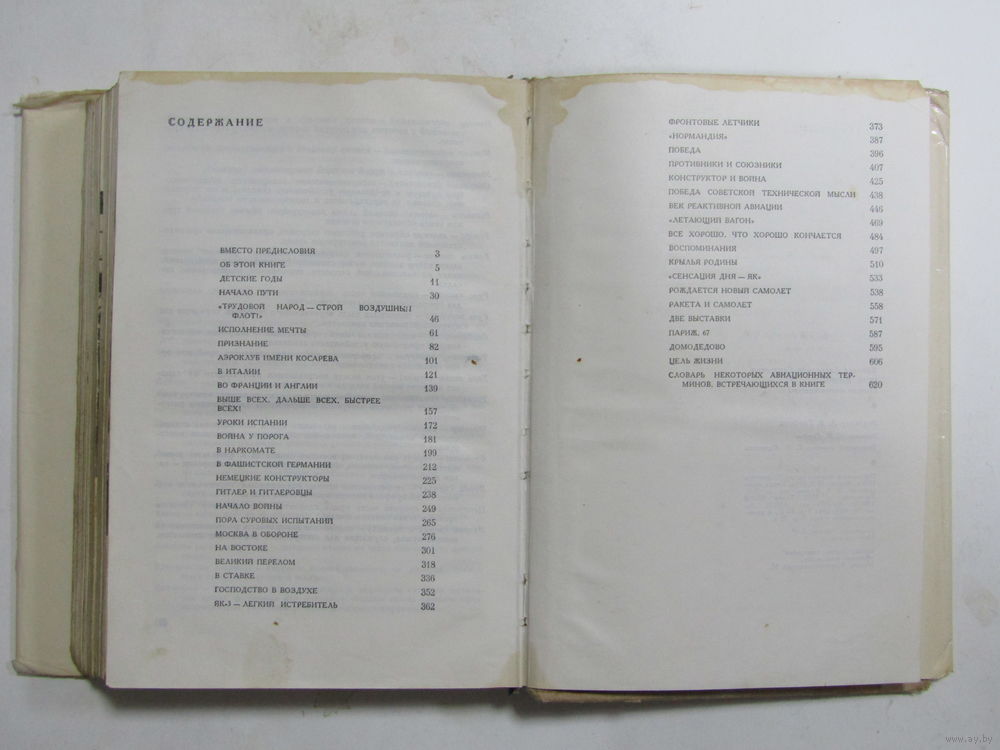 СОДЕРЖАНИЕ
ВМЕСТО ПРЕДИСЛОВИЯ 3
ОБ ЭТОЙ КНИГЕ 5
ДЕТСКИЕ ГОДЫ 11
НАЧАЛО ПУТИ 30
«ТРУДОВОЙ НАРОД — СТРОЙ ВОЗДУШНЫЙ
ФЛОТ!» 46
ИСПОЛНЕНИЕ МЕЧТЫ 61
ПРИЗНАНИЕ 82
АЭРОКЛУБ ИМЕНИ КОСАРЕВА 101
В ИТАЛИИ 121
ВО ФРАНЦИИ И АНГЛИИ 139
ВЫШЕ ВСЕХ, ДАЛЬШЕ ВСЕХ, БЫСТРЕЕ
ВСЕХ! 157
УРОКИ ИСПАНИИ 172
ВОЙНА У ПОРОГА 181
В НАРКОМАТЕ 199
В ФАШИСТСКОЙ ГЕРМАНИИ 212
НЕМЕЦКИЕ КОНСТРУКТОРЫ 225
ГИТЛЕР И ГИТЛЕРОВЦЫ 238
НАЧАЛО ВОЙНЫ 249
ПОРА СУРОВЫХ ИСПЫТАНИЙ 265
МОСКВА В ОБОРОНЕ 276
НА ВОСТОКЕ 301
ВЕЛИКИЙ ПЕРЕЛОМ 318
В СТАВКЕ 336
ГОСПОДСТВО В ВОЗДУХЕ 352
ЯК-3 — ЛЕГКИЙ ИСТРЕБИТЕЛЬ 362
ФРОНТОВЫЕ ЛЕТЧИКИ 373
«НОРМАНДИЯ» 387
ПОБЕДА 396
ПРОТИВНИКИ И СОЮЗНИКИ 407
КОНСТРУКТОР И ВОЙНА 425
ПОБЕДА СОВЕТСКОЙ ТЕХНИЧЕСКОЙ МЫСЛИ 438
ВЕК РЕАКТИВНОЙ АВИАЦИИ 446
«ЛЕТАЮЩИЙ ВАГОН» 469
ВСЕ ХОРОШО, ЧТО ХОРОШО КОНЧАЕТСЯ 484
ВОСПОМИНАНИЯ 497
КРЫЛЬЯ РОДИНЫ 510
«СЕНСАЦИЯ ДНЯ — ЯК» 533
РОЖДАЕТСЯ НОВЫЙ САМОЛЕТ 538
РАКЕТА И САМОЛЕТ 558
ДВЕ ВЫСТАВКИ 571
ПАРИЖ, 67 587
ДОМОДЕДОВО 595
ЦЕЛЬ ЖИЗНИ 606
СЛОВАРЬ НЕКОТОРЫХ АВИАЦИОННЫХ ТЕР-
МИНОВ, ВСТРЕЧАЮЩИХСЯ В КНИГЕ 620
www.ay.by